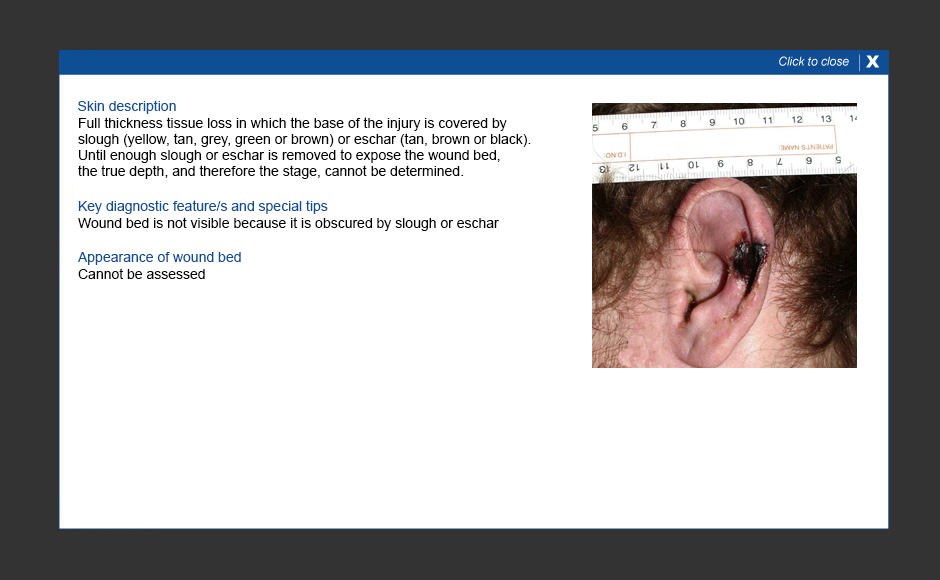 Click to close X
Skin description
Full thickness tissue loss in which the base of the injury is covered by
slough (yellow, tan, grey, green or brown) or eschar (tan, brown or black).
Until enough slough or eschar is removed to expose the wound bed,
the true depth, and therefore the stage, cannot be determined.
Key diagnostic feature/s and special tips
Wound bed is not visible because it is obscured by slough or eschar
Appearance of wound bed
Cannot be assessed
5 6 7 8 9 10 11 12 13 14
I.D.NO. PATIENT'S NAME:
13 12 11 10 9 8 7 6 5